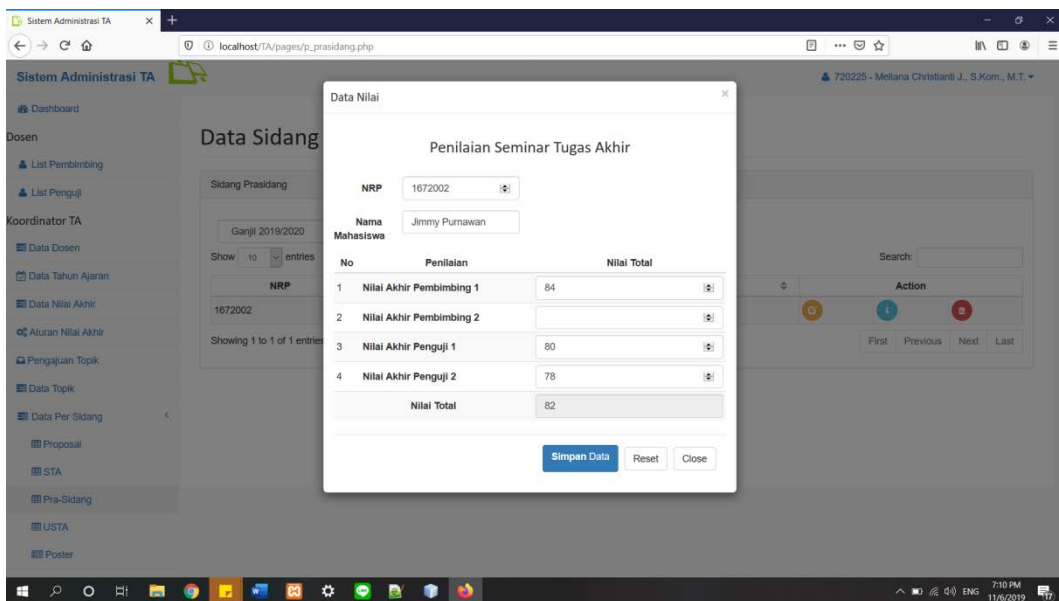 Sistem Administrasi TA
localhost/TA/pages/p_prasidang.php
Sistem Administrasi TA
720225 - Meliana Christianti J., S.Kom., M.T.
Dashboard
Dosen
List Pembimbing
List Penguji
Koordinator TA
Data Dosen
Data Tahun Ajaran
Data Nilai Akhir
Aturan Nilai Akhir
Pengajuan Topik
Data Topik
Data Per Sidang
Proposal
STA
Pra-Sidang
USTA
Poster
Data Sidang
Sidang Prasidang
Ganjil 2019/2020
Show 10 entries
Search:
NRP
Action
1672002
Showing 1 to 1 of 1 entries
First Previous Next Last
Data Nilai
×
Penilaian Seminar Tugas Akhir
NRP 1672002
Nama Mahasiswa Jimmy Purnawan
No Penilaian Nilai Total
1 Nilai Akhir Pembimbing 1 84
2 Nilai Akhir Pembimbing 2
3 Nilai Akhir Penguji 1 80
4 Nilai Akhir Penguji 2 78
Nilai Total 82
Simpan Data Reset Close
ENG
7:10 PM
11/6/2019
17